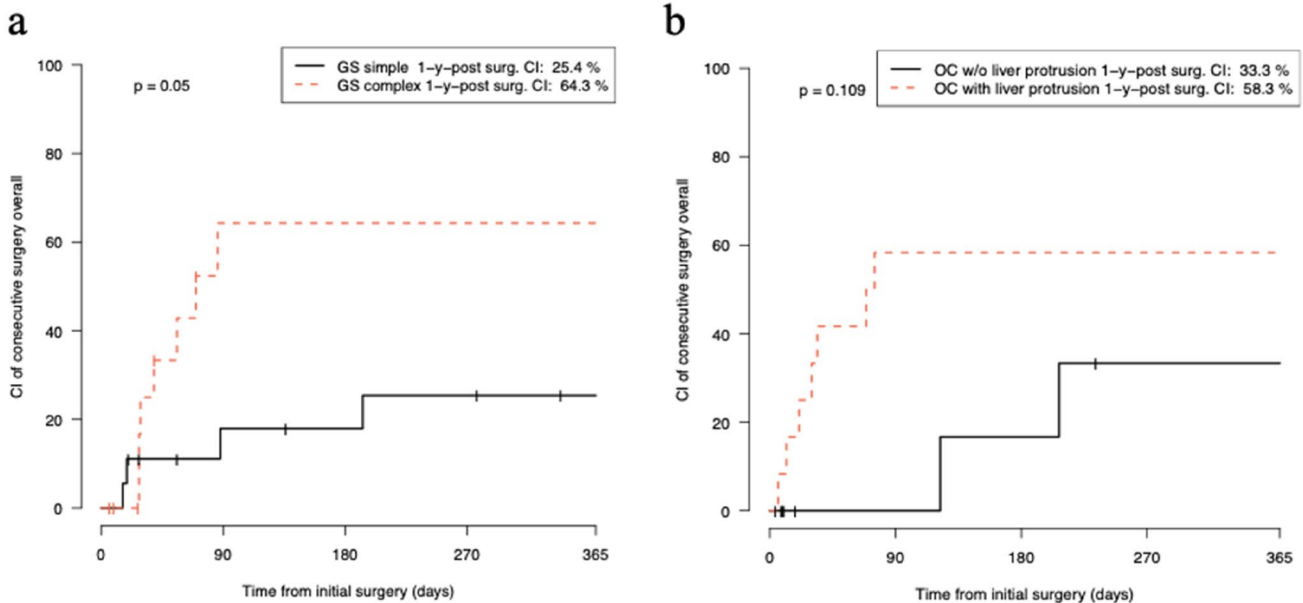 a
GS simple 1-y-post surg. CI: 25.4 %
GS complex 1-y-post surg. CI: 64.3 %
p = 0.05
CI of consecutive surgery overall
100
80
60
40
20
0
0 90 180 270 365
Time from initial surgery (days)
b
OC w/o liver protrusion 1-y-post surg. CI: 33.3 %
OC with liver protrusion 1-y-post surg. CI: 58.3 %
p = 0.109
CI of consecutive surgery overall
100
80
60
40
20
0
0 90 180 270 365
Time from initial surgery (days)